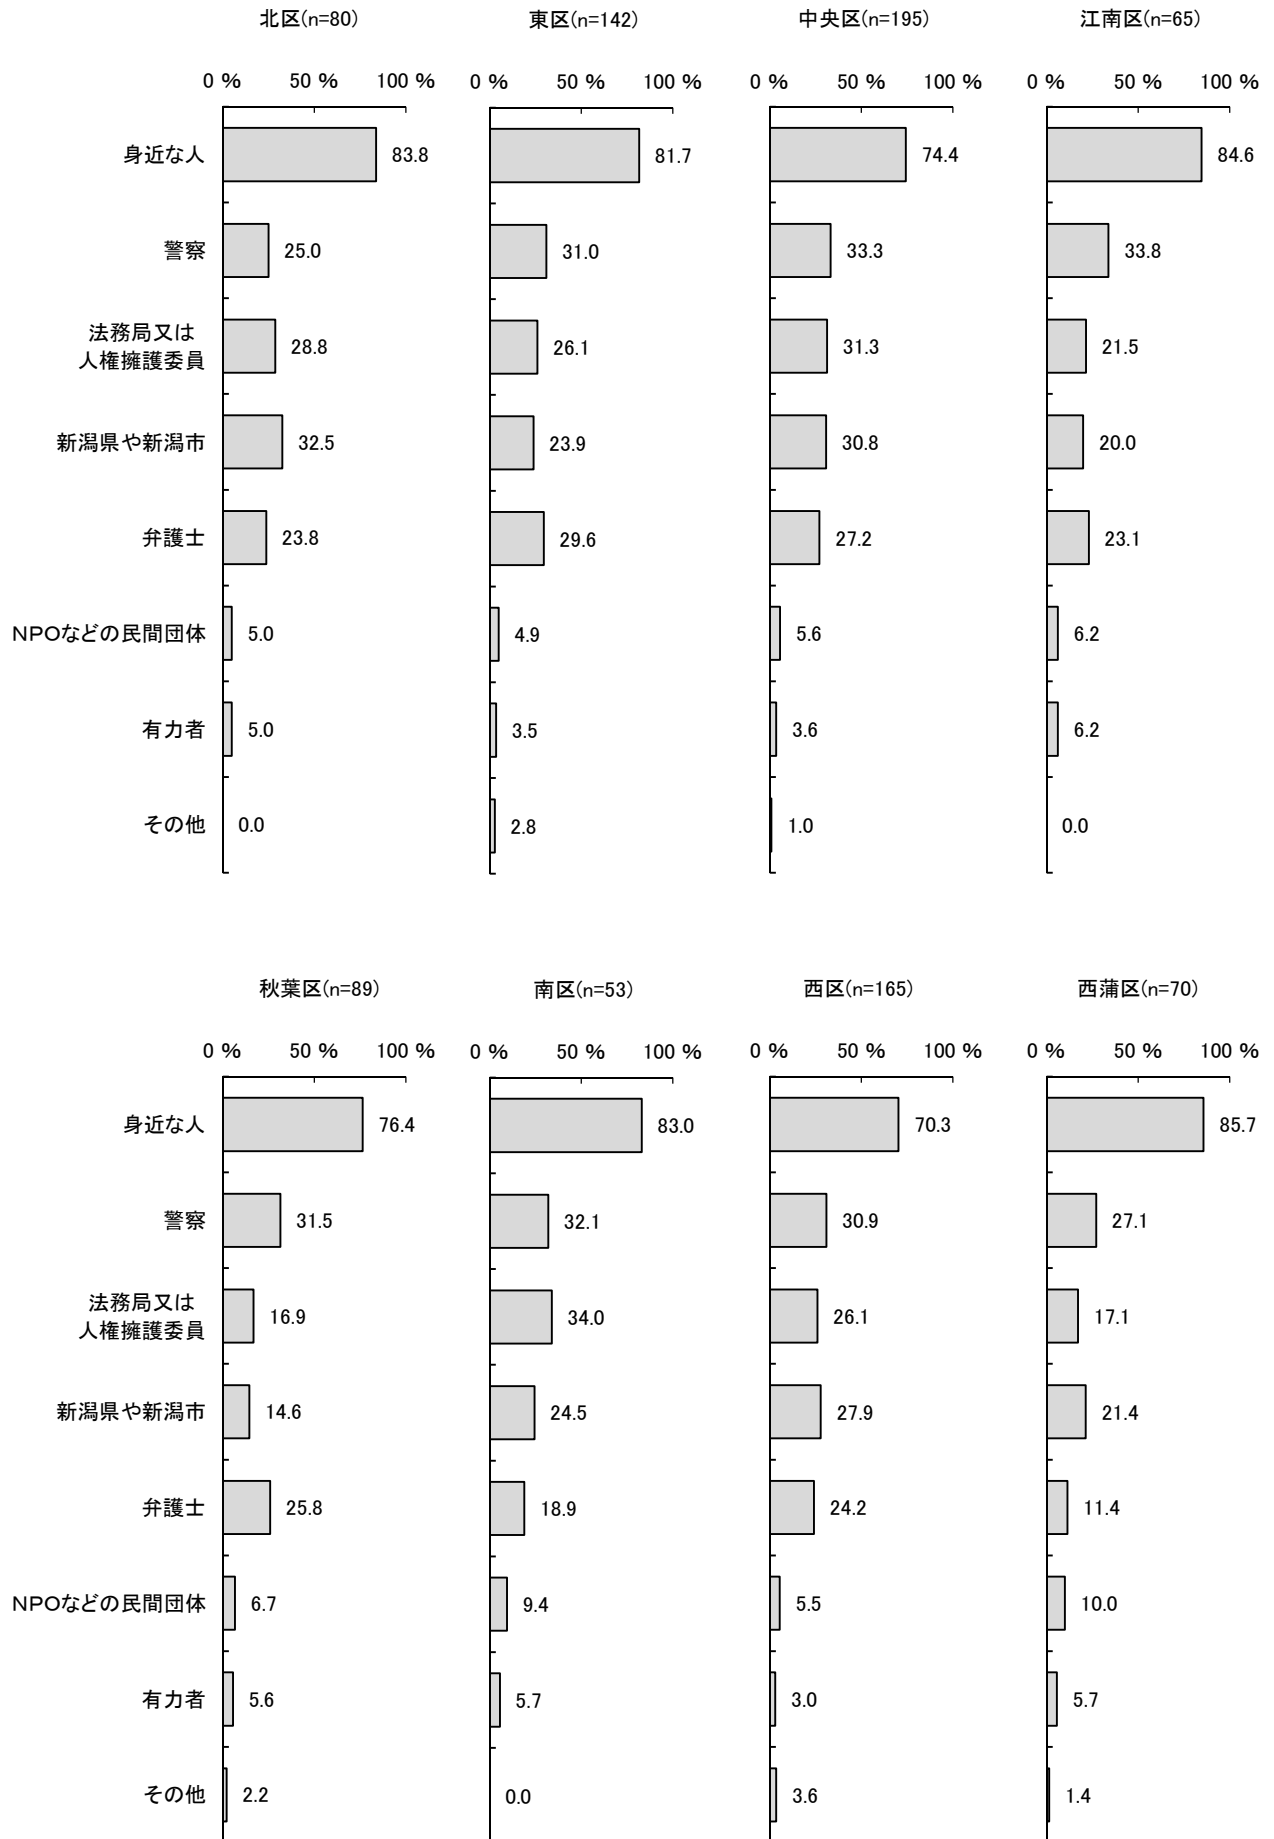 北区(n=80) 東区(n=142) 中央区(n=195) 江南区(n=65)
0 % 50 % 100 % 0 % 50 % 100 % 0 % 50 % 100 % 0 % 50 % 100 %
身近な人 83.8 81.7 74.4 84.6
警察 25.0 31.0 33.3 33.8
法務局又は
人権擁護委員 28.8 26.1 31.3 21.5
新潟県や新潟市 32.5 23.9 30.8 20.0
弁護士 23.8 29.6 27.2 23.1
NPOなどの民間団体 5.0 4.9 5.6 6.2
有力者 5.0 3.5 3.6 6.2
その他 0.0 2.8 1.0 0.0
秋葉区(n=89) 南区(n=53) 西区(n=165) 西蒲区(n=70)
0 % 50 % 100 % 0 % 50 % 100 % 0 % 50 % 100 % 0 % 50 % 100 %
身近な人 76.4 83.0 70.3 85.7
警察 31.5 32.1 30.9 27.1
法務局又は
人権擁護委員 16.9 34.0 26.1 17.1
新潟県や新潟市 14.6 24.5 27.9 21.4
弁護士 25.8 18.9 24.2 11.4
NPOなどの民間団体 6.7 9.4 5.5 10.0
有力者 5.6 5.7 3.0 5.7
その他 2.2 0.0 3.6 1.4